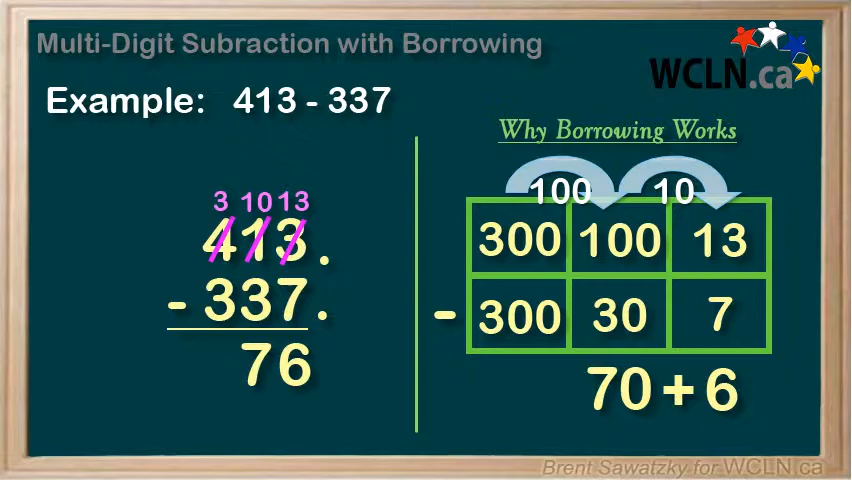 Multi-Digit Subraction with Borrowing
WCLN.ca
Example: 413 - 337
Why Borrowing Works
3 10 13
413.
- 337.
76
100 10
300 100 13
- 300 30 7
70 + 6
Brent Sawatzky for WCLN.ca